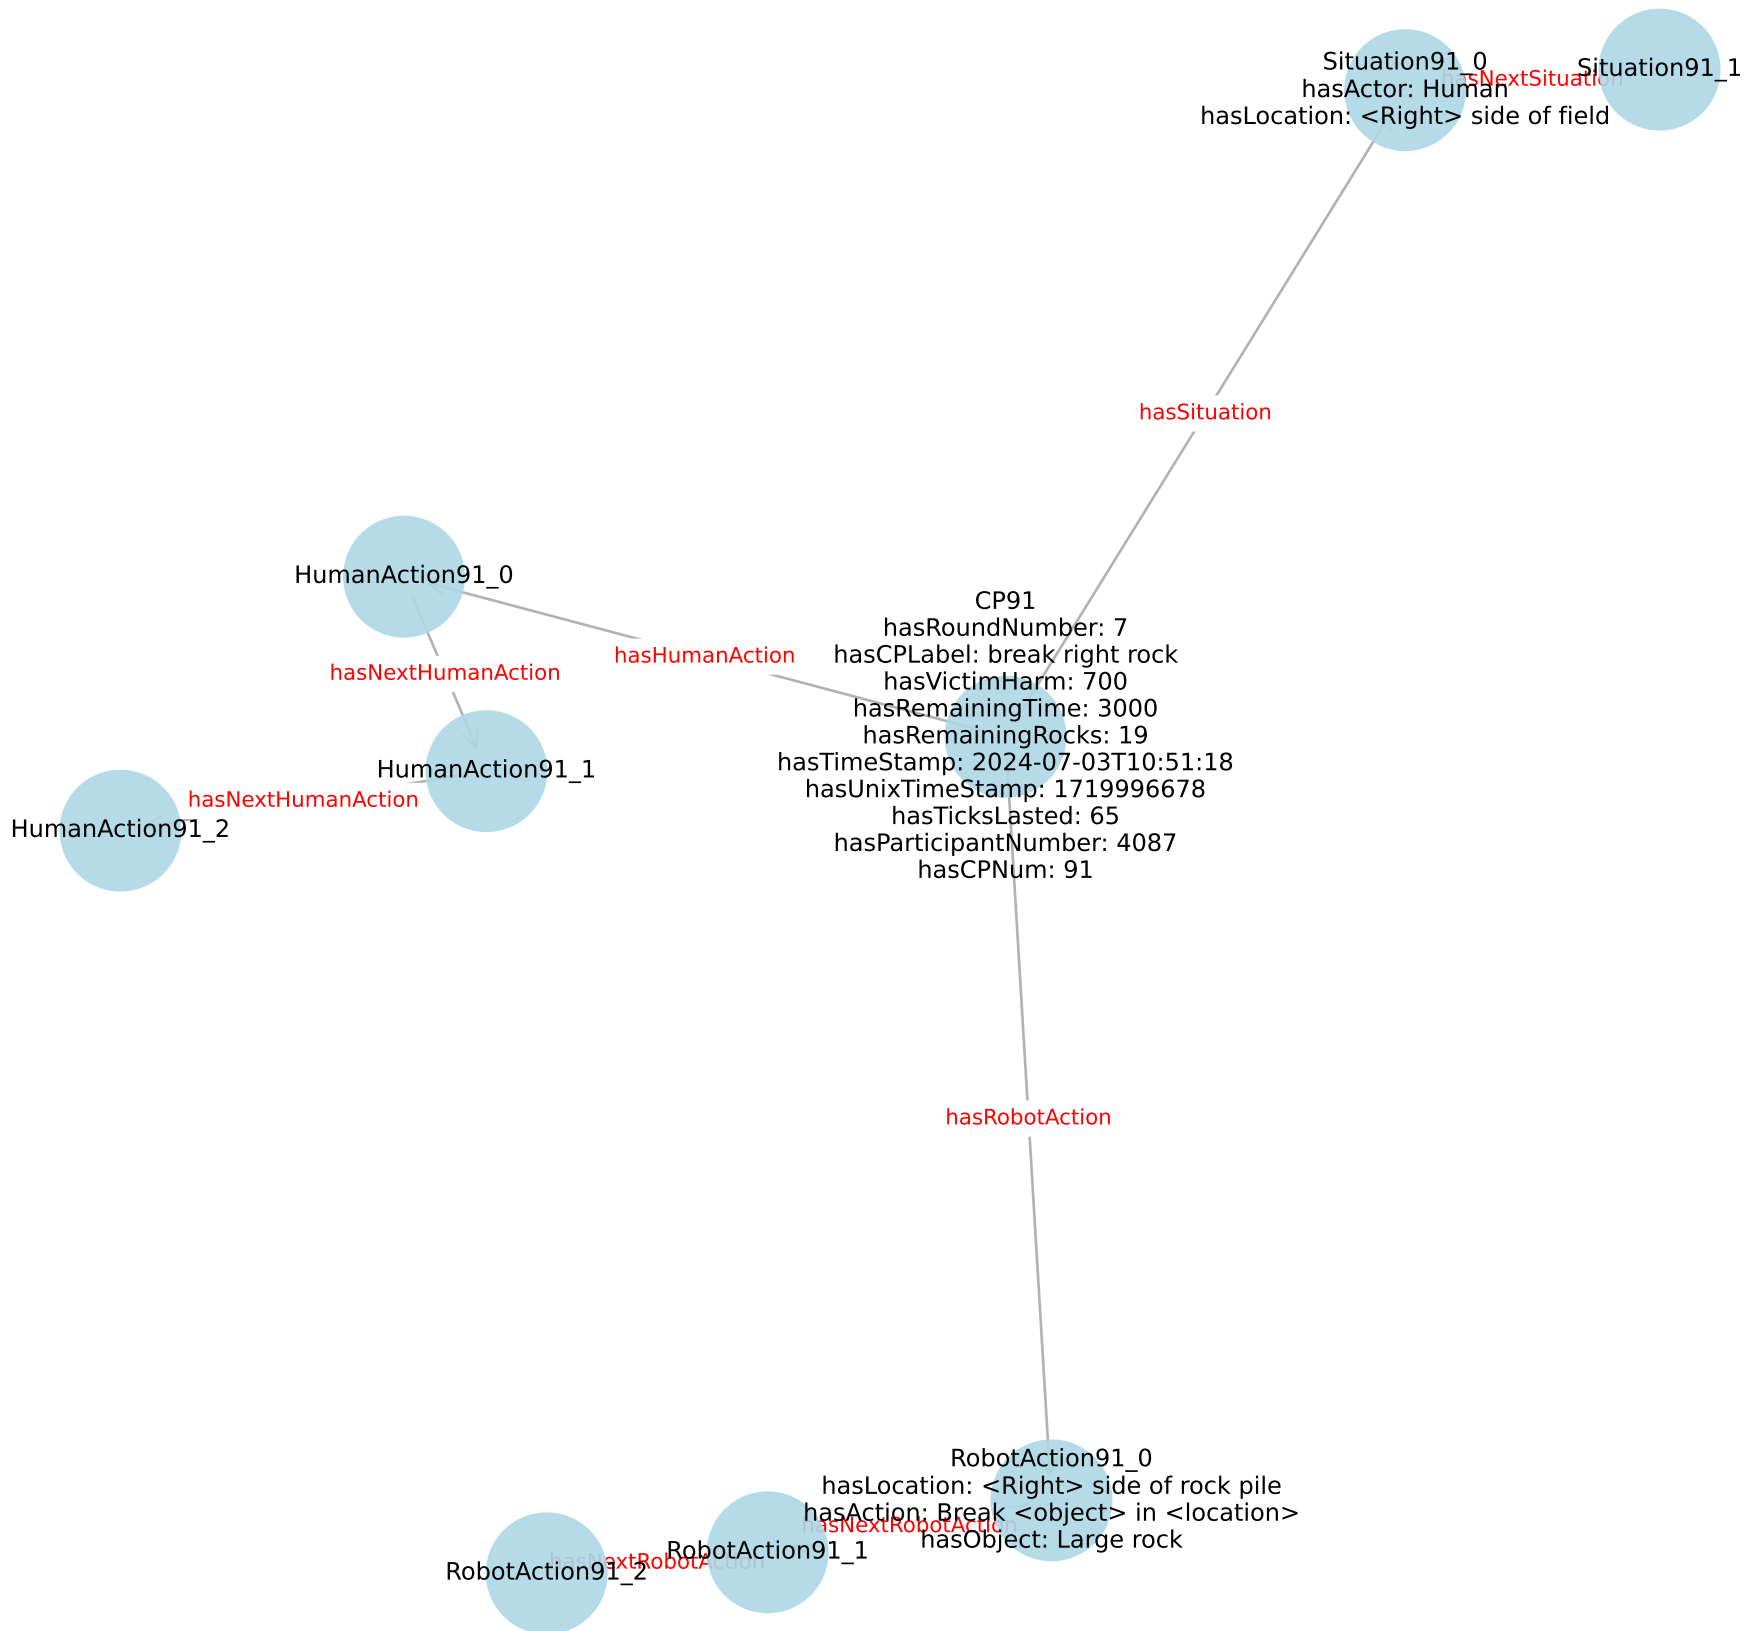 Situation91_0
hasActor: Human
hasLocation: <Right> side of field
hasNextSituation
Situation91_1
hasSituation
HumanAction91_0
hasNextHumanAction
hasHumanAction
HumanAction91_1
hasNextHumanAction
HumanAction91_2
CP91
hasRoundNumber: 7
hasCPLabel: break right rock
hasVictimHarm: 700
hasRemainingTime: 3000
hasRemainingRocks: 19
hasTimeStamp: 2024-07-03T10:51:18
hasUnixTimeStamp: 1719996678
hasTicksLasted: 65
hasParticipantNumber: 4087
hasCPNum: 91
hasRobotAction
RobotAction91_0
hasLocation: <Right> side of rock pile
hasAction: Break <object> in <location>
hasObject: Large rock
hasNextRobotAction
RobotAction91_1
hasNextRobotAction
RobotAction91_2